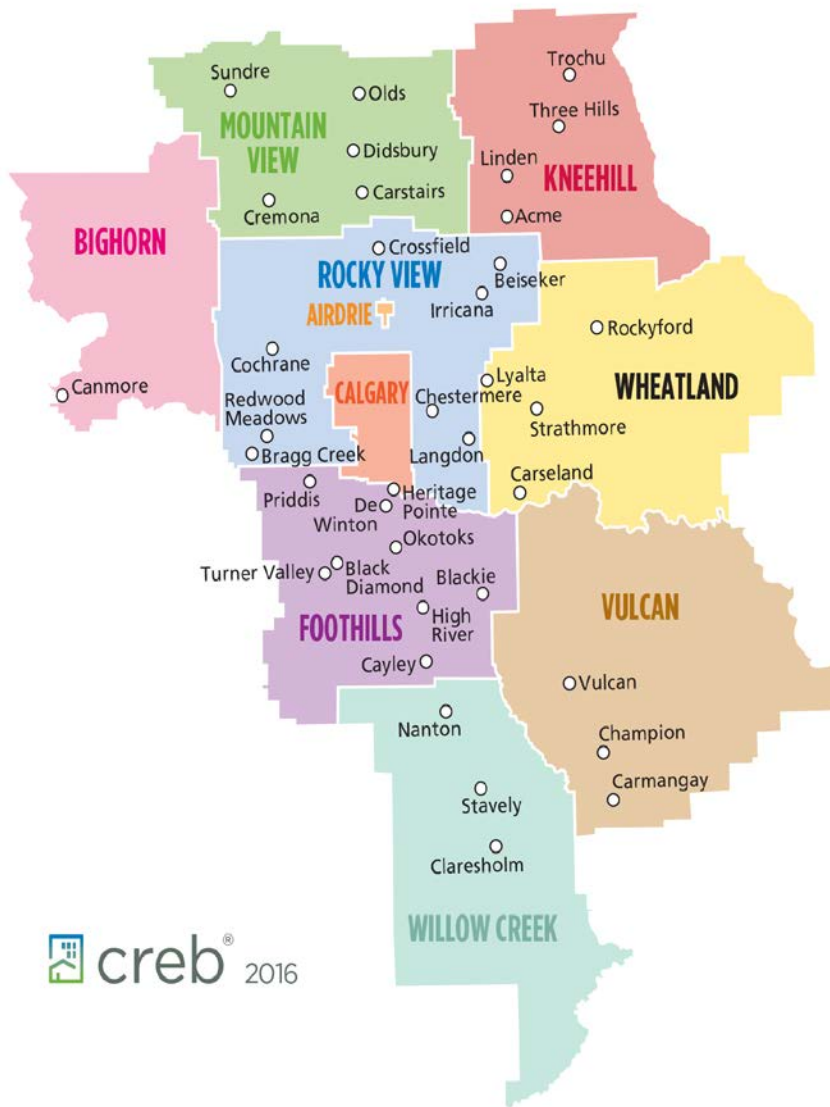 Sundre
Olds
Trochu
Three Hills
MOUNTAIN
VIEW
Didsbury
Linden
KNEEHILL
Carstairs
Cremona
Acme
BIGHORN
Crossfield
ROCKY VIEW
Beiseker
Irricana
AIRDRIE
Rockyford
Cochrane
Canmore
CALGARY
Lyalta
WHEATLAND
Redwood
Meadows
Chestermere
Strathmore
Bragg Creek
Langdon
Carseland
Priddis
Heritage
Pointe
De
Winton
Okotoks
Turner Valley
Black
Diamond
Blackie
VULCAN
FOOTHILLS
High
River
Cayley
Vulcan
Nanton
Champion
Stavely
Carmangay
Claresholm
WILLOW CREEK
creb® 2016